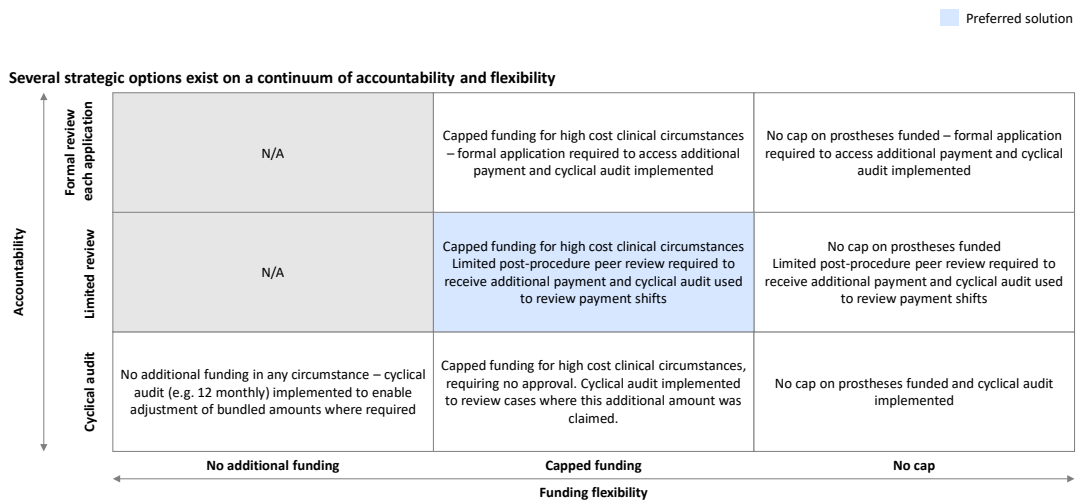 Preferred solution
Several strategic options exist on a continuum of accountability and flexibility
Accountability
Formal review
each application
N/A
Capped funding for high cost clinical circumstances
– formal application required to access additional
payment and cyclical audit implemented
No cap on prostheses funded – formal application
required to access additional payment and cyclical
audit implemented
Limited review
N/A
Capped funding for high cost clinical circumstances
Limited post-procedure peer review required to
receive additional payment and cyclical audit used
to review payment shifts
No cap on prostheses funded
Limited post-procedure peer review required to
receive additional payment and cyclical audit used
to review payment shifts
Cyclical audit
No additional funding in any circumstance – cyclical
audit (e.g. 12 monthly) implemented to enable
adjustment of bundled amounts where required
Capped funding for high cost clinical circumstances,
requiring no approval. Cyclical audit implemented
to review cases where this additional amount was
claimed.
No cap on prostheses funded and cyclical audit
implemented
No additional funding
Capped funding
No cap
Funding flexibility